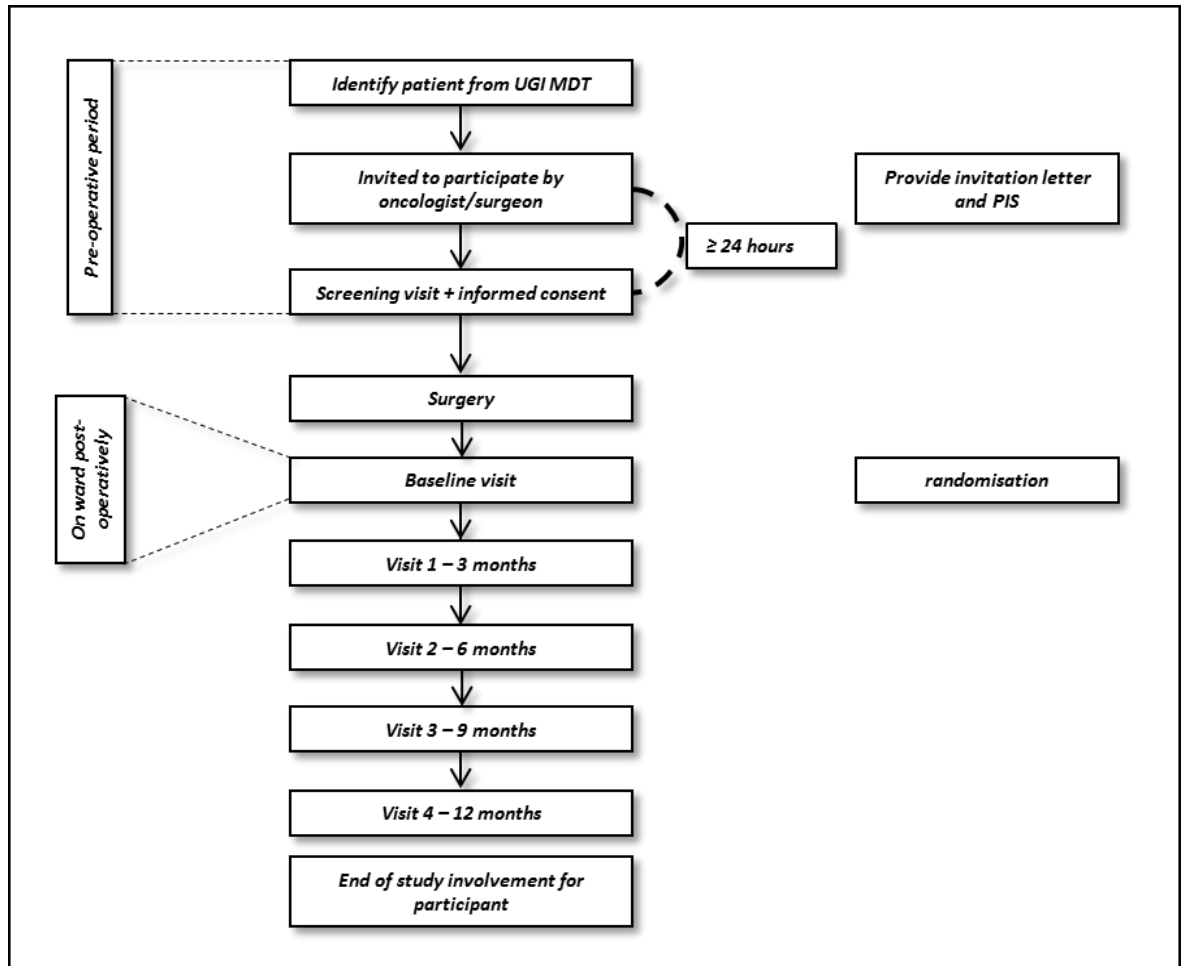 Pre-operative period
Identify patient from UGI MDT
Invited to participate by
oncologist/surgeon
Provide invitation letter
and PIS
≥ 24 hours
Screening visit + informed consent
Surgery
On ward post-
operatively
Baseline visit
randomisation
Visit 1 – 3 months
Visit 2 – 6 months
Visit 3 – 9 months
Visit 4 – 12 months
End of study involvement for
participant